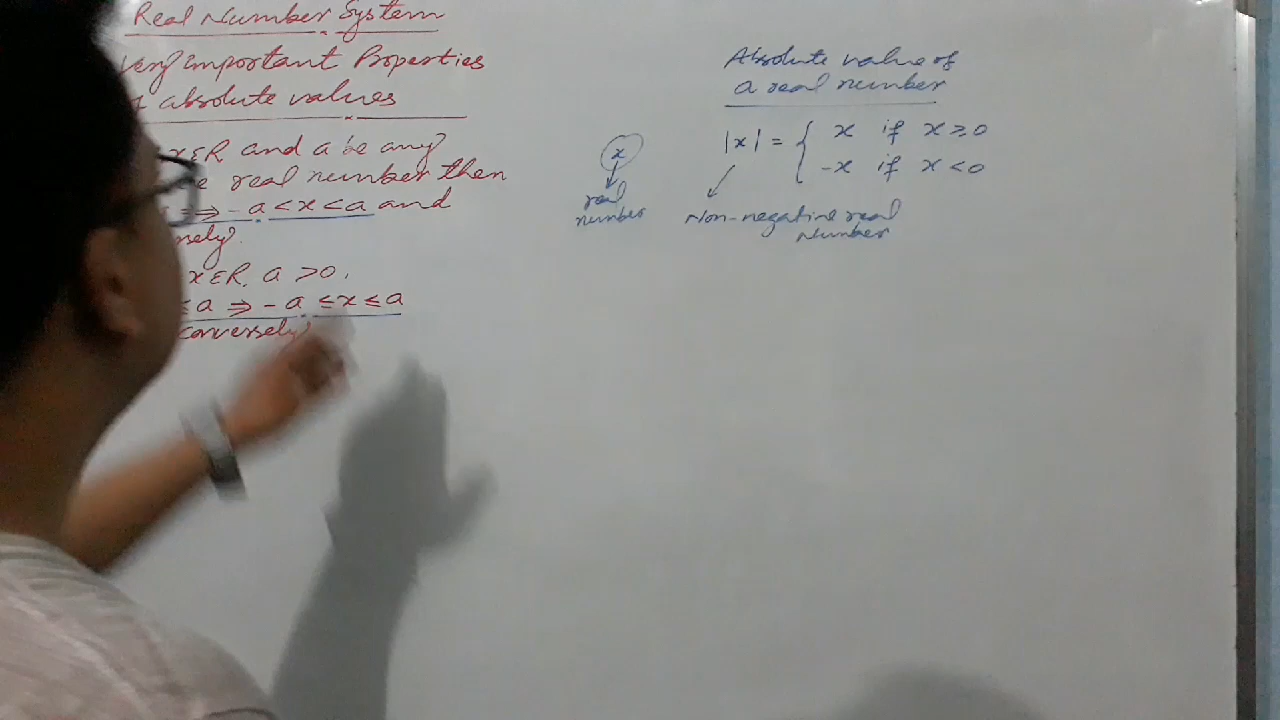 Real Number System
Very important Properties
absolute values
x∈R and a be any
real number then
⇒ -a < x < a and
x∈R, a > 0,
≤ a ⇒ -a ≤ x ≤ a
conversely
Absolute value of
a real number
|x| = { x if x ≥ 0
-x if x < 0
x
real
number
Non-negative real
Number